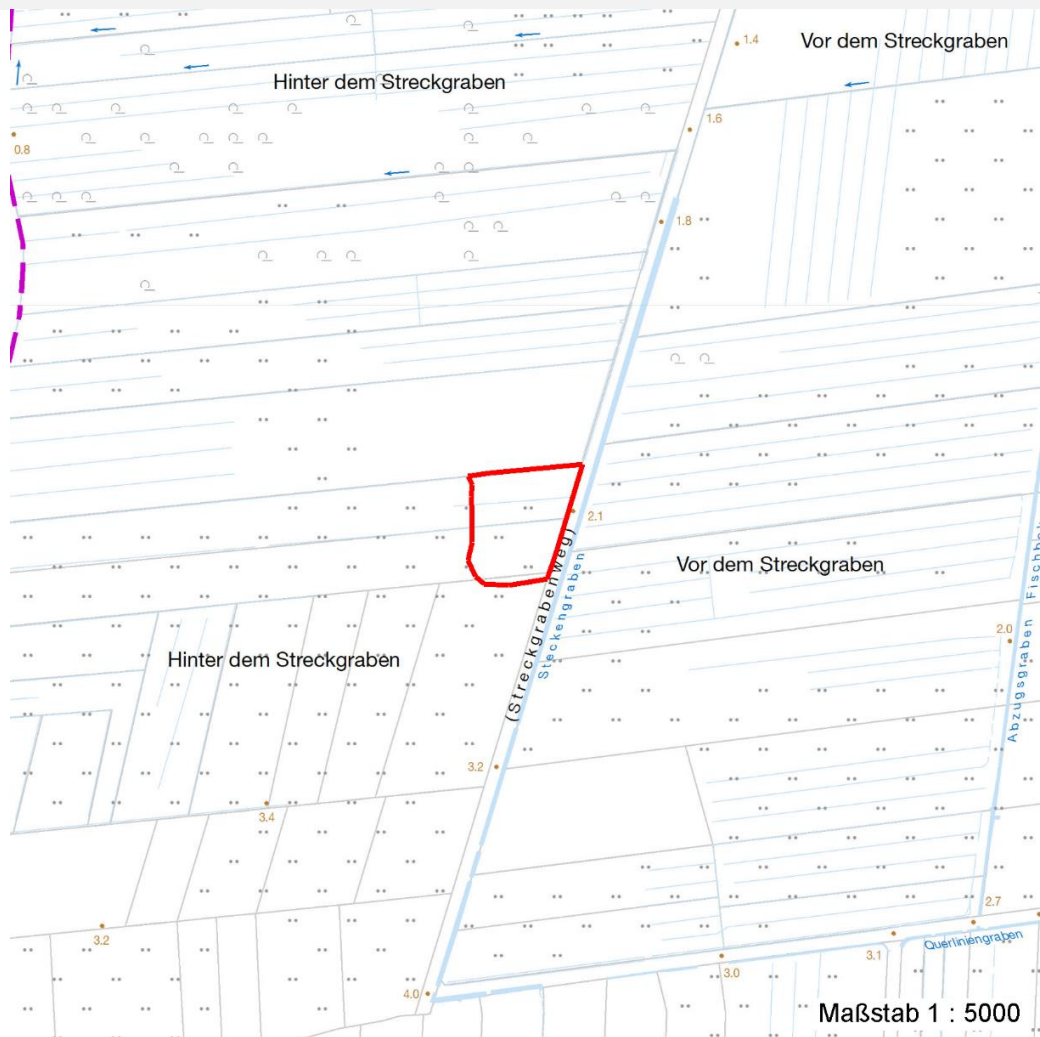 Vor dem Streckgraben
1.4
Hinter dem Streckgraben
1.6
0.8
1.8
2.1
(Streckgrabenweg)
Steckengraben
Vor dem Streckgraben
2.0
Abzugsgraben
Hinter dem Streckgraben
3.2
3.4
2.7
3.2
Querliniengraben
3.1
3.0
4.0
Maßstab 1 : 5000